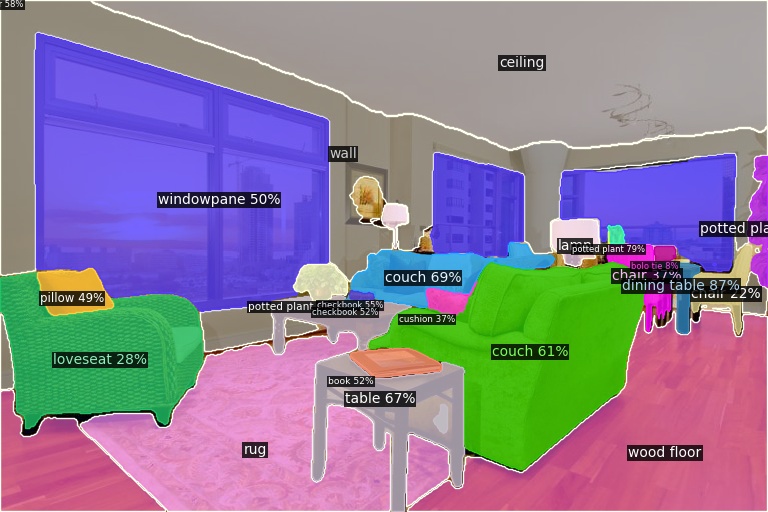 58%
ceiling
wall
windowpane 50%
potted pla
lamp
potted plant 79%
bolo tie 8%
couch 69%
chair 37%
dining table 87%
chair 22%
pillow 49%
potted plant
checkbook 55%
checkbook 52%
cushion 37%
loveseat 28%
couch 61%
book 52%
table 67%
rug
wood floor